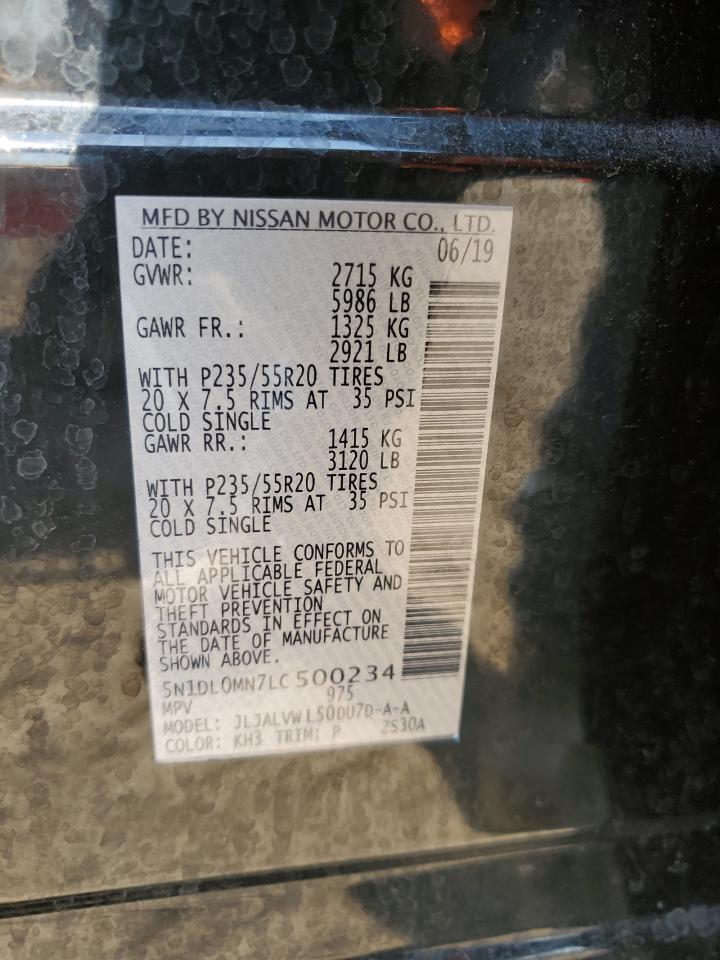 MFD BY NISSAN MOTOR CO., LTD.
DATE: 06/19
GVWR: 2715 KG
5986 LB
GAWR FR.: 1325 KG
2921 LB
WITH P235/55R20 TIRES
20 X 7.5 RIMS AT 35 PSI
COLD SINGLE
GAWR RR.: 1415 KG
3120 LB
WITH P235/55R20 TIRES
20 X 7.5 RIMS AT 35 PSI
COLD SINGLE
THIS VEHICLE CONFORMS TO
ALL APPLICABLE FEDERAL
MOTOR VEHICLE SAFETY AND
THEFT PREVENTION
STANDARDS IN EFFECT ON
THE DATE OF MANUFACTURE
SHOWN ABOVE.
5N1DL0MN7LC500234
MPV 975
MODEL: JLJALVWL50DU7D-A-A
COLOR: KH3 TRIM: P 2S30A